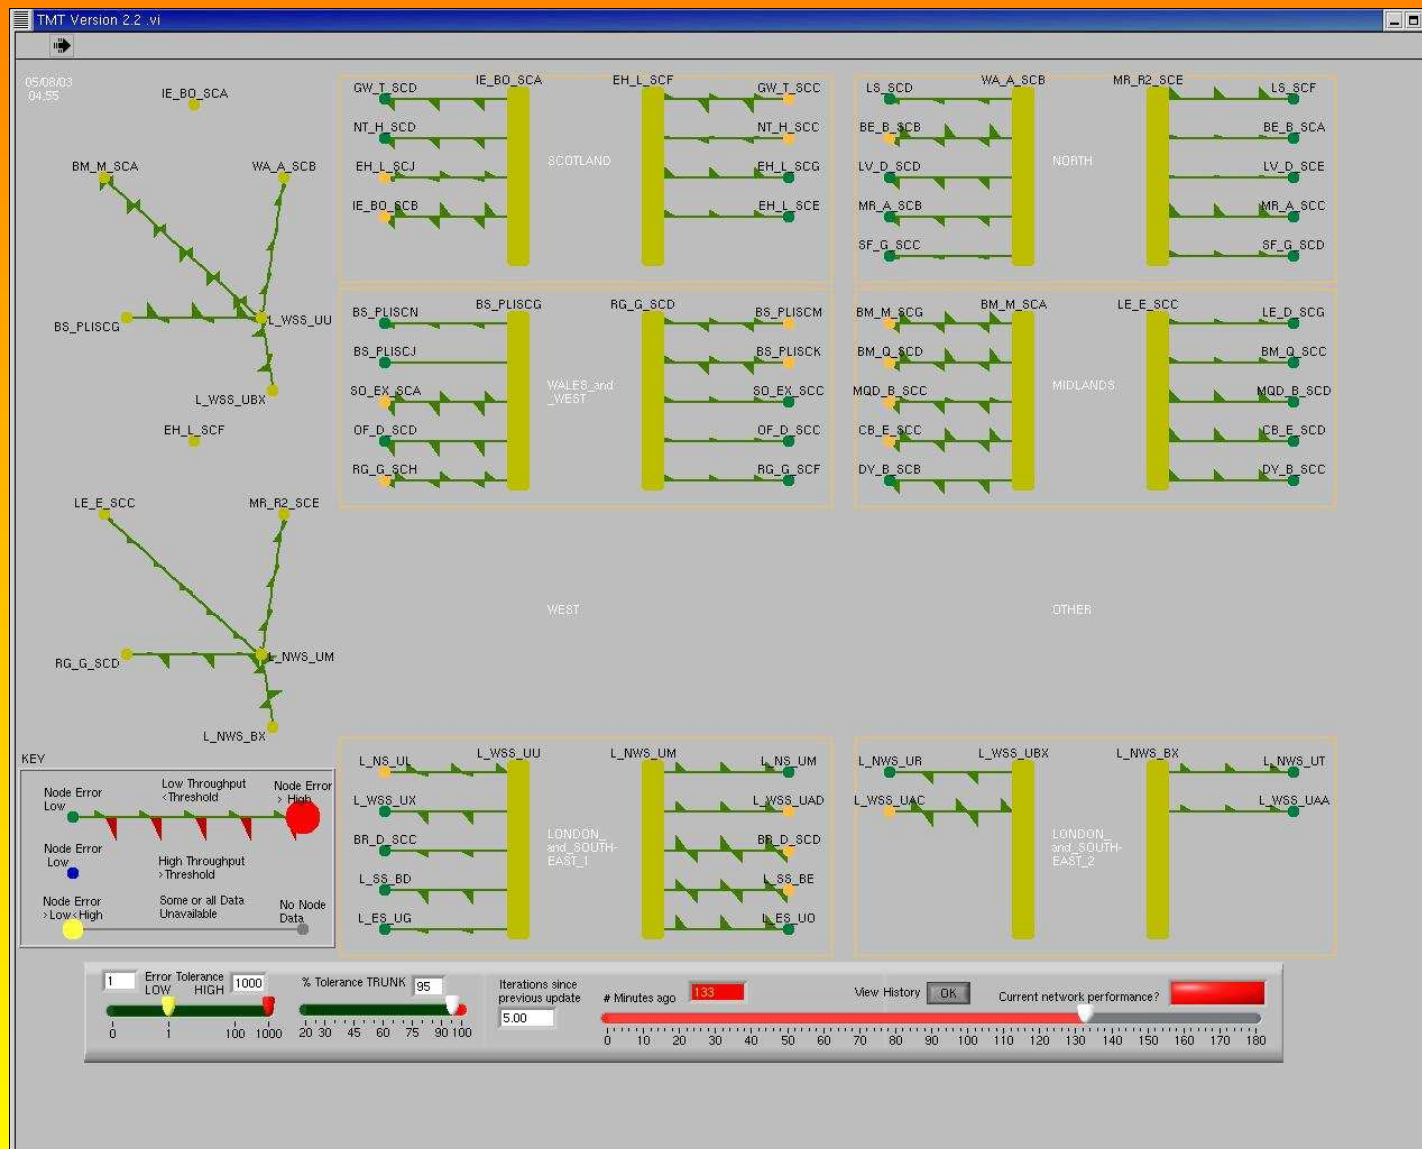 TMT Version 2.2 .vi
05/08/03
04:55
IE_BO_SCA
BM_M_SCA
WA_A_SCB
BS_PLISCG
L_WSS_UU
L_WSS_UBX
EH_L_SCF
LE_E_SCC
MR_R2_SCE
RG_G_SCD
L_NWS_UM
L_NWS_BX
IE_BO_SCA
EH_L_SCF
GW_T_SCD
GW_T_SCC
NT_H_SCD
NT_H_SCC
SCOTLAND
EH_L_SCJ
EH_L_SCG
IE_BO_SCB
EH_L_SCE
WA_A_SCB
MR_R2_SCE
LS_SCD
LS_SCF
BE_B_SCB
BE_B_SCA
NORTH
LV_D_SCD
LV_D_SCE
MR_A_SCB
MR_A_SCC
SF_G_SCC
SF_G_SCD
BS_PLISCG
RG_G_SCD
BS_PLISCN
BS_PLISCM
BS_PLISCJ
BS_PLISCK
WALES_and
_WEST
SO_EX_SCA
SO_EX_SCC
OF_D_SCD
OF_D_SCC
RG_G_SCH
RG_G_SCF
BM_M_SCA
LE_E_SCC
BM_M_SCG
LE_D_SCG
BM_Q_SCD
BM_Q_SCC
MIDLANDS
MQD_B_SCC
MQD_B_SCD
CB_E_SCC
CB_E_SCD
DY_B_SCB
DY_B_SCC
WEST
OTHER
L_WSS_UU
L_NWS_UM
L_NS_UL
L_NS_UM
L_WSS_UX
L_WSS_UAD
LONDON_
and_SOUTH-
EAST_1
BR_D_SCC
BR_D_SCD
L_SS_BD
L_SS_BE
L_ES_UG
L_ES_UO
L_WSS_UBX
L_NWS_BX
L_NWS_UR
L_NWS_UT
L_WSS_UAC
L_WSS_UAA
LONDON_
and_SOUTH-
EAST_2
KEY
Node Error
Low
Low Throughput
<Threshold
Node Error
> High
Node Error
Low
High Throughput
>Threshold
Node Error
>Low<High
Some or all Data
Unavailable
No Node
Data
1
Error Tolerance
LOW
HIGH
1000
0 1 100 1000
% Tolerance TRUNK
95
20 30 45 60 75 90 100
Iterations since
previous update
5.00
# Minutes ago
133
View History
OK
Current network performance?
0 10 20 30 40 50 60 70 80 90 100 110 120 130 140 150 160 170 180